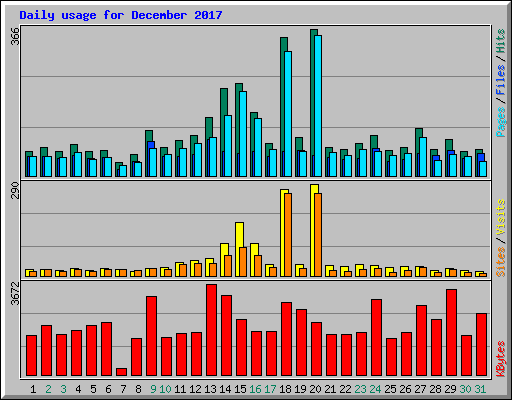 Daily usage for December 2017
366
Pages / Files / Hits
290
Sites / Visits
3672
KBytes
1 2 3 4 5 6 7 8 9 10 11 12 13 14 15 16 17 18 19 20 21 22 23 24 25 26 27 28 29 30 31